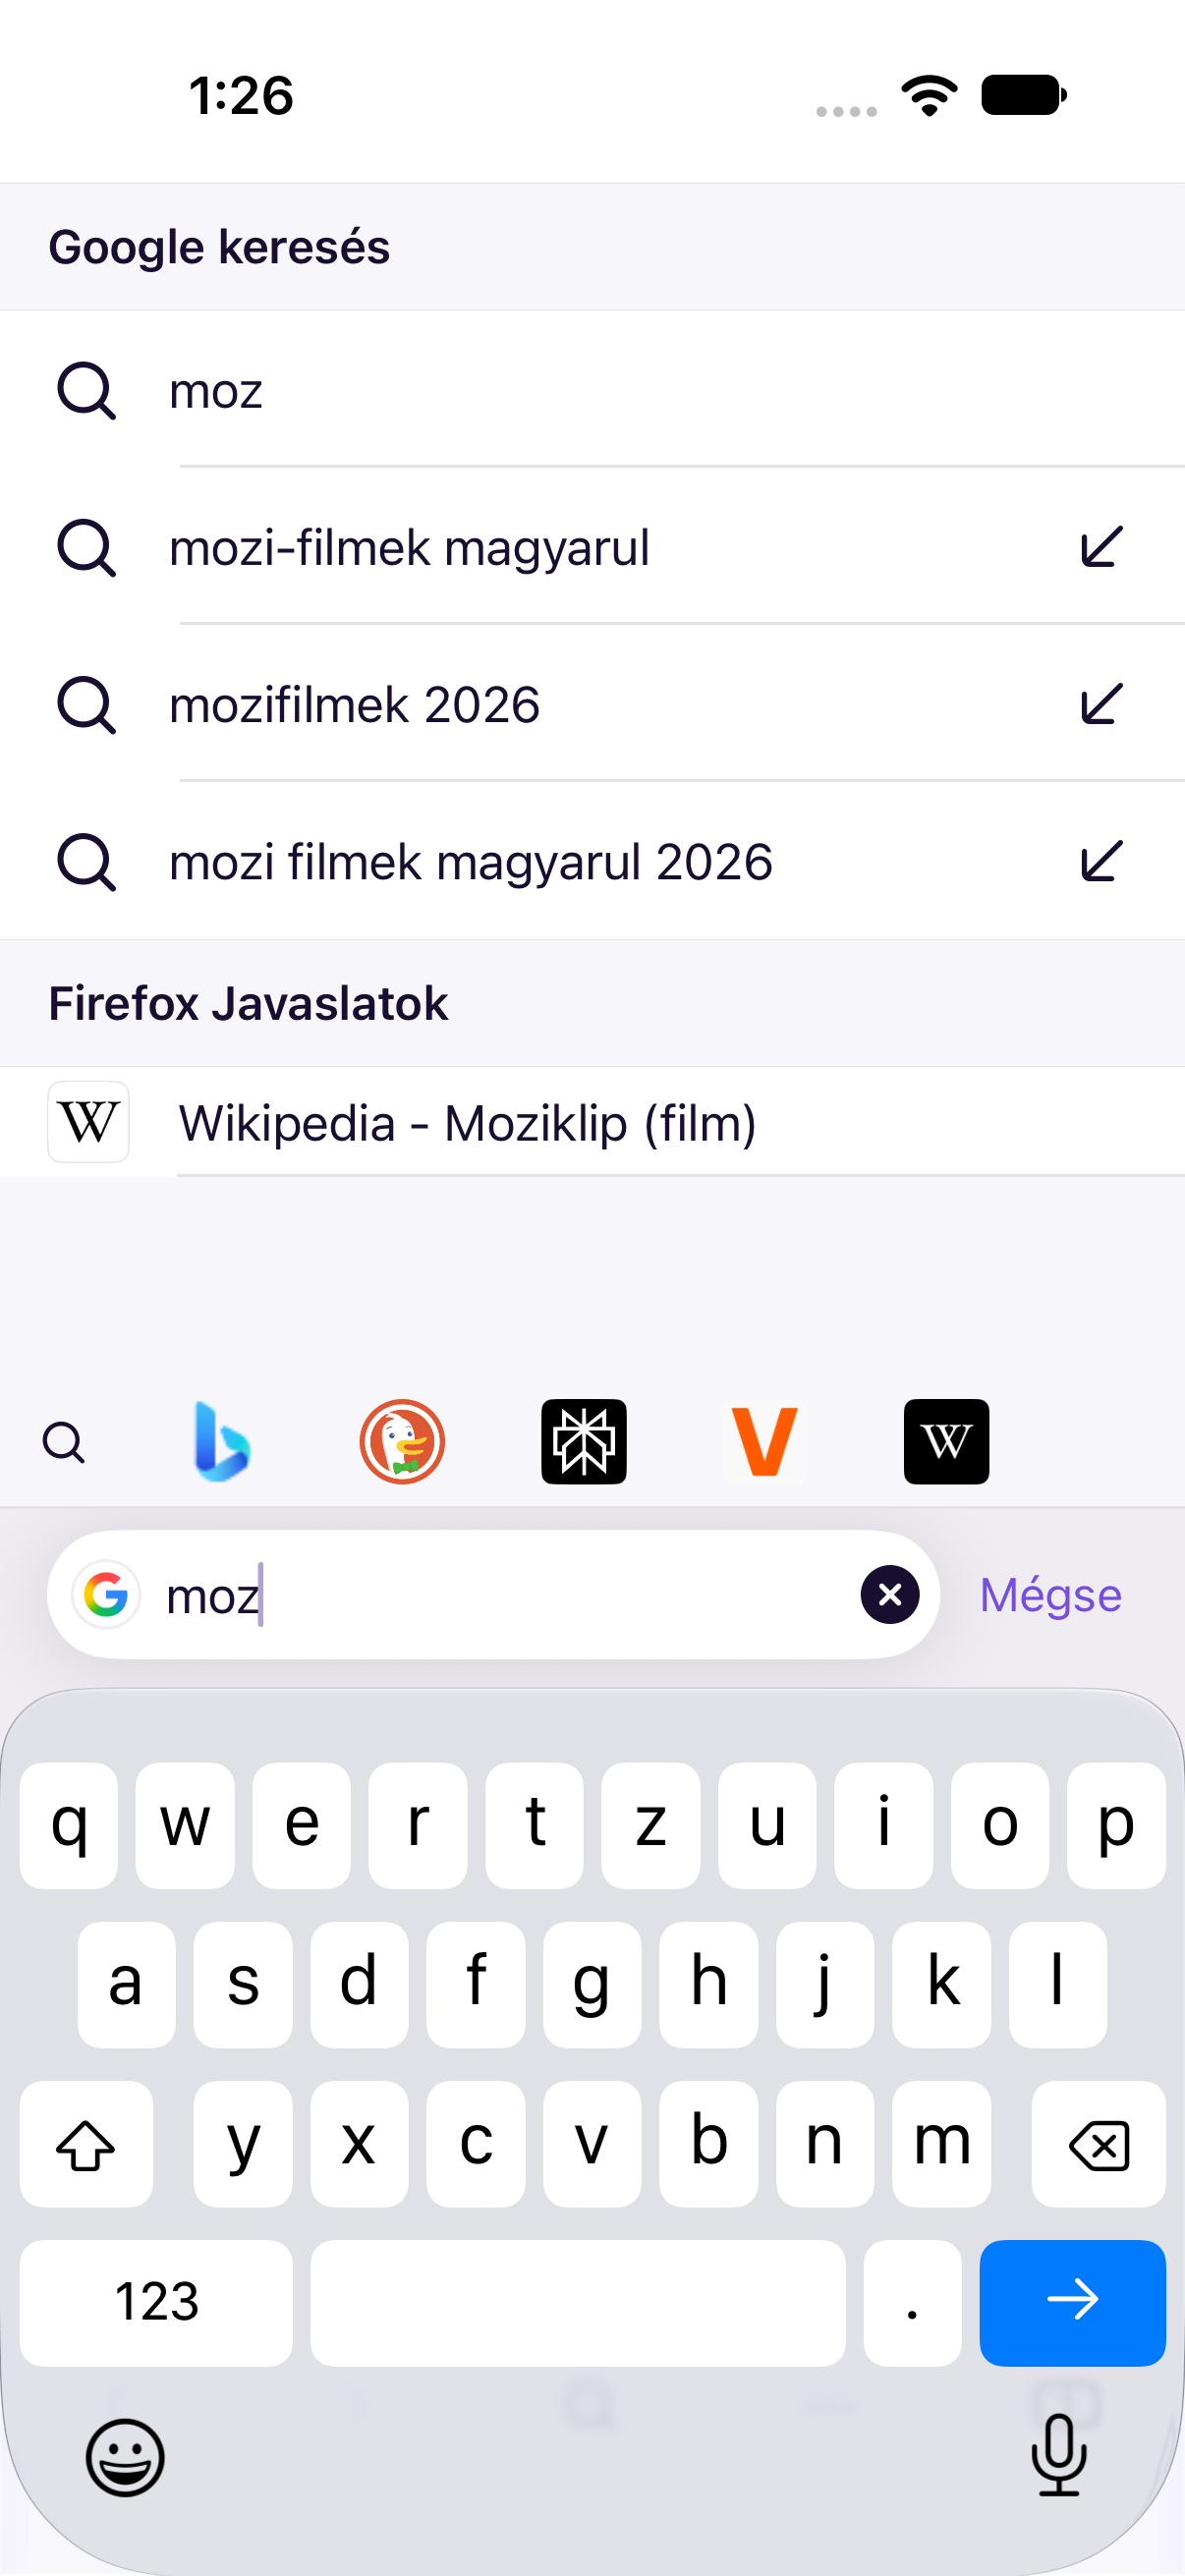 1:26
Google keresés
moz
mozi-filmek magyarul
mozifilmek 2026
mozi filmek magyarul 2026
Firefox Javaslatok
W Wikipedia - Moziklip (film)
b V W
G moz Mégse
q w e r t z u i o p
a s d f g h j k l
y x c v b n m
123 .